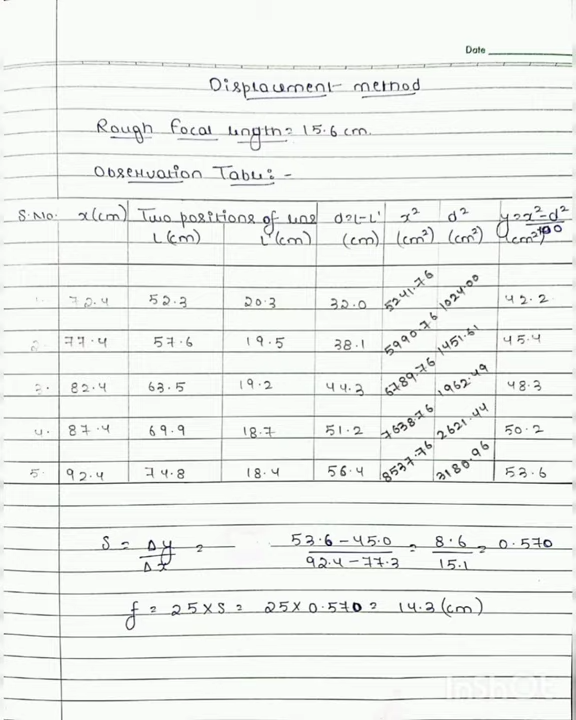 Date
Displacement method
Rough focal length = 15.6 cm.
Observation Table: -
S.No. x(cm) Two positions of lens d=L-L' x² d² y=x²-d²/100
L(cm) L'(cm) (cm) (cm²) (cm²) (cm²)
1. 72.4 52.3 20.3 32.0 5241.76 1024.00 42.2
2. 77.4 57.6 19.5 38.1 5990.76 1451.61 45.4
3. 82.4 63.5 19.2 44.3 6789.76 1962.49 48.3
4. 87.4 69.9 18.7 51.2 7638.76 2621.44 50.2
5. 92.4 74.8 18.4 56.4 8537.76 3180.96 53.6
S = Δy/Δx = 53.6-45.0/92.4-77.3 = 8.6/15.1 = 0.570
f = 25×S = 25×0.570 = 14.3 (cm)
InShOt